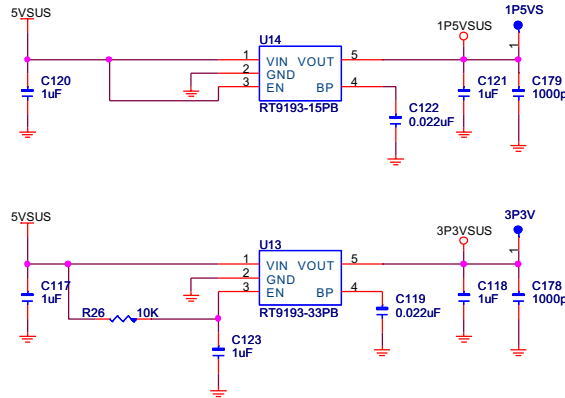 5VSUS
1P5VSUS
1P5VS
U14
1 VIN VOUT 5
2 GND
3 EN BP 4
RT9193-15PB
C120
1uF
C122
0.022uF
C121
1uF
C179
1000p
1
5VSUS
3P3VSUS
3P3V
U13
1 VIN VOUT 5
2 GND
3 EN BP 4
RT9193-33PB
C117
1uF
R26 10K
C123
1uF
C119
0.022uF
C118
1uF
C178
1000p
1